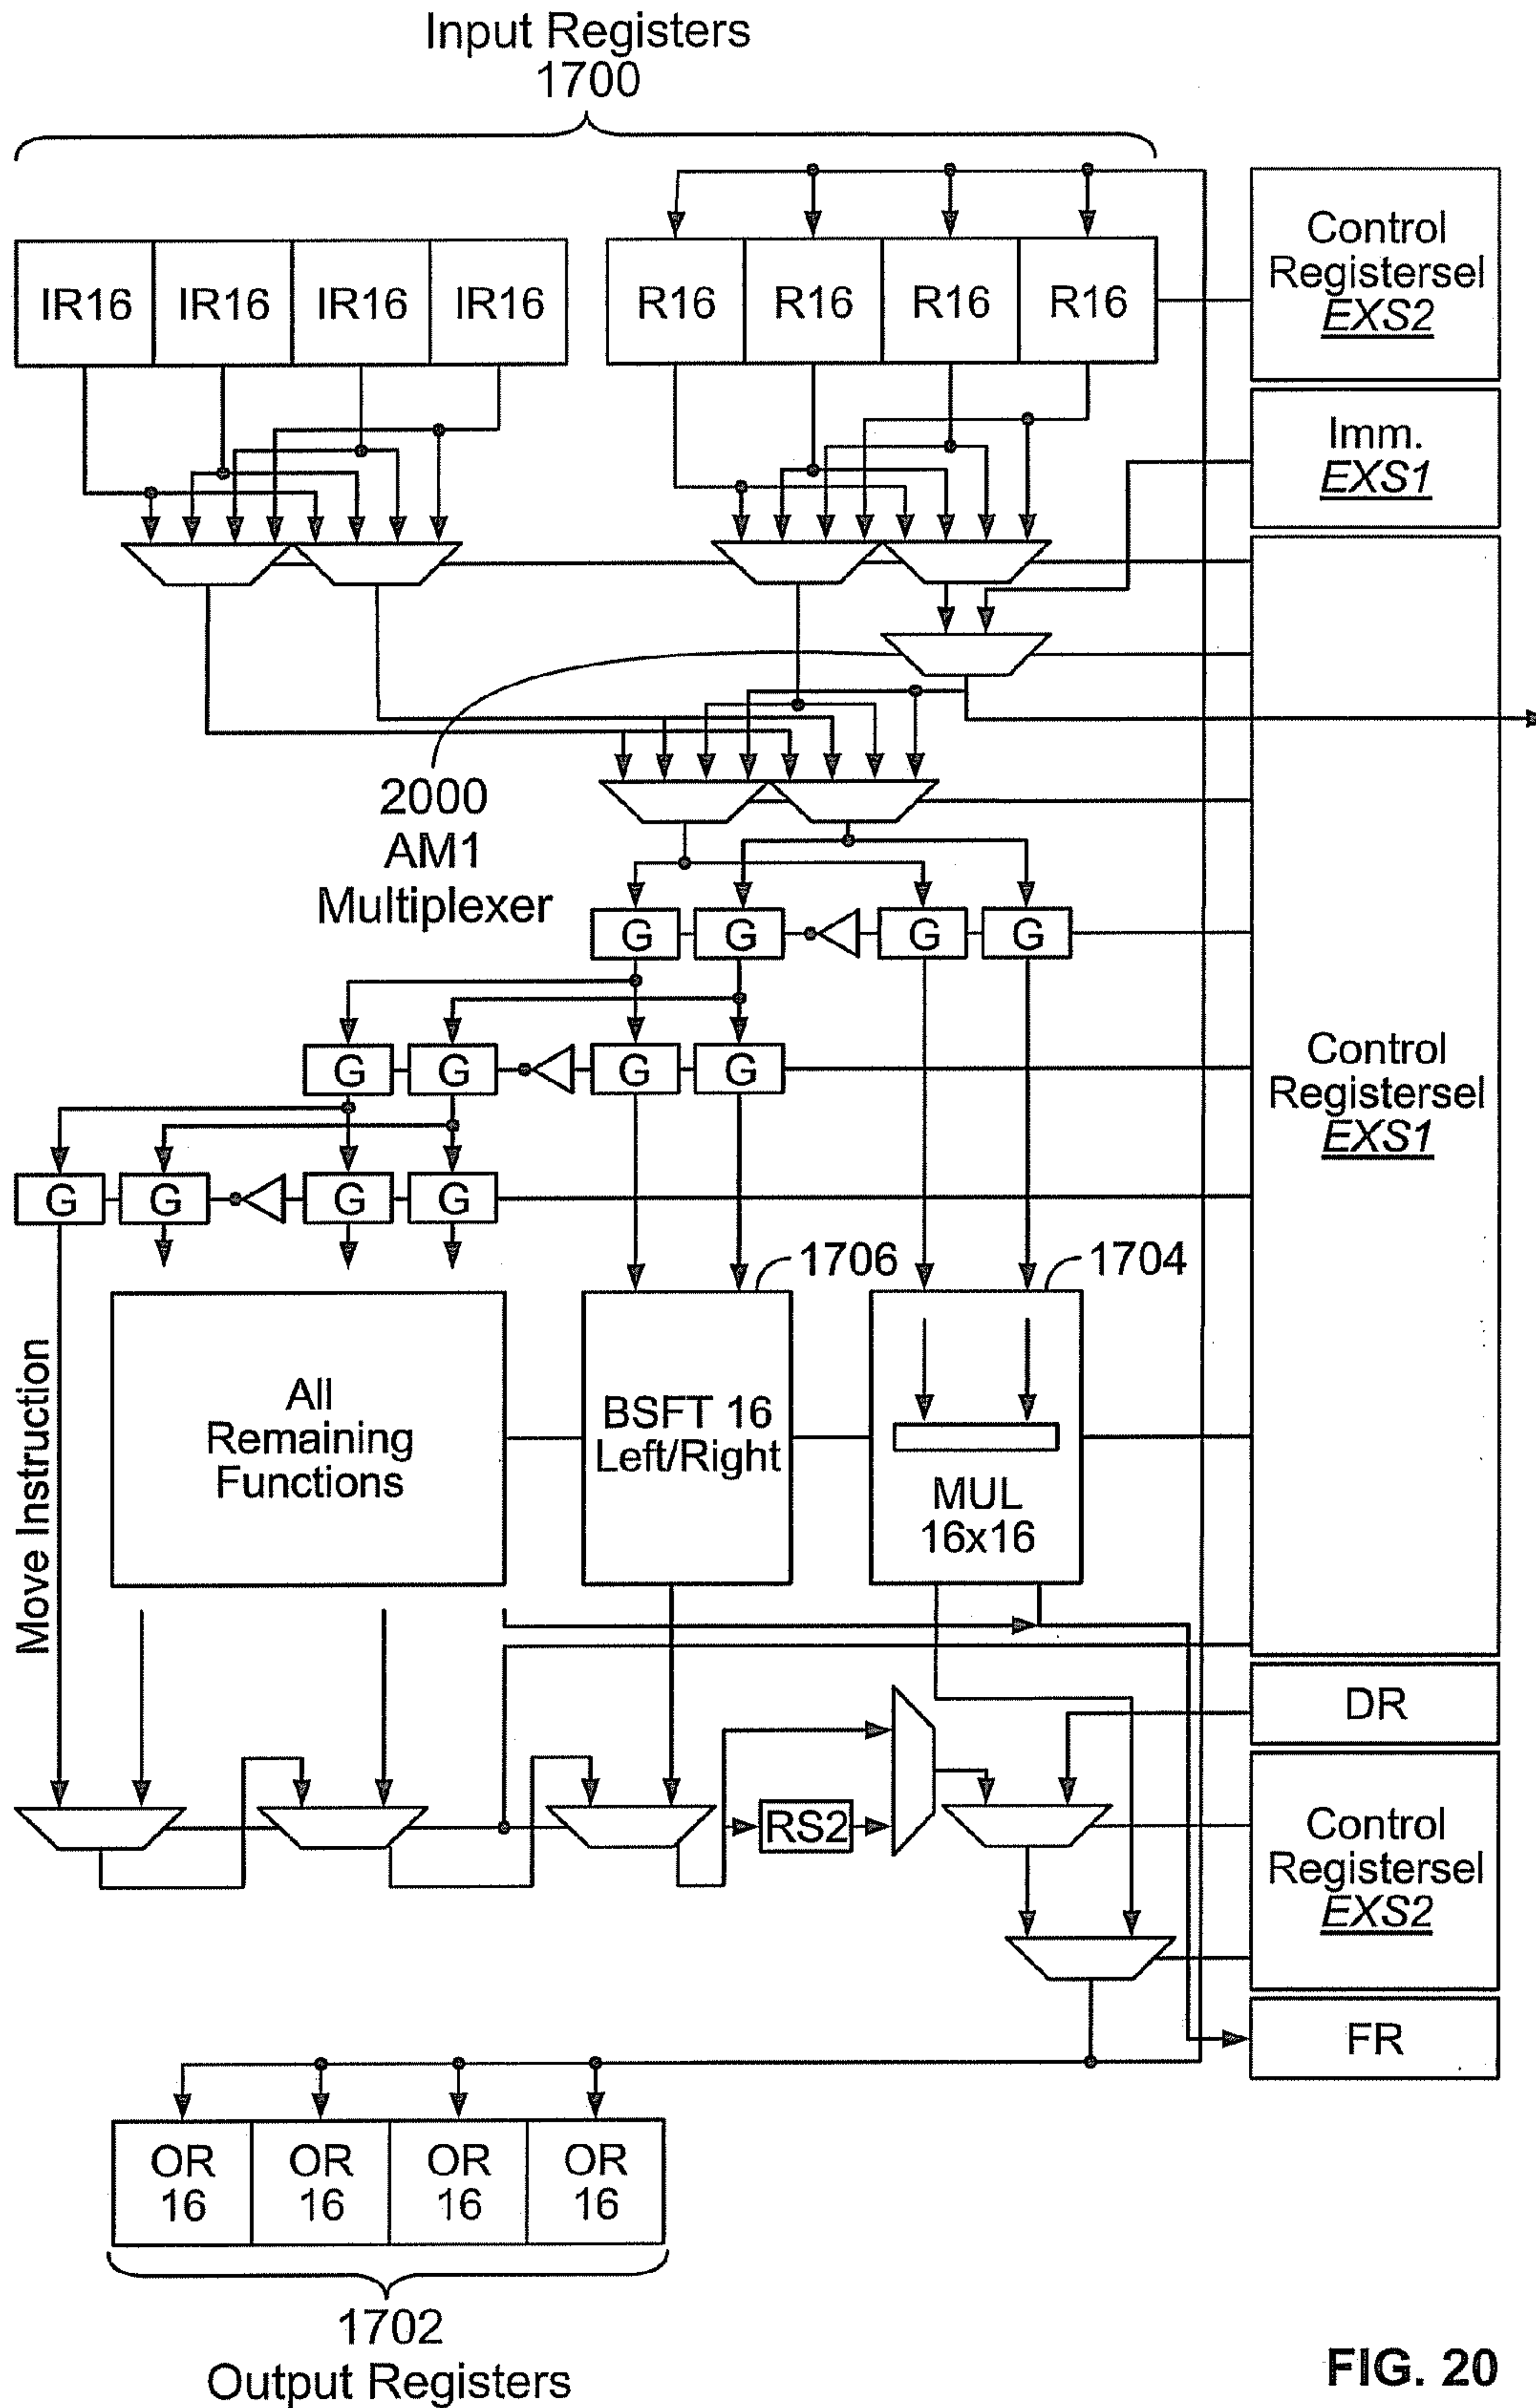 Input Registers
1700
IR16 IR16 IR16 IR16
R16 R16 R16 R16
Control
Registersel
EXS2
Imm.
EXS1
2000
AM1
Multiplexer
G G G G
G G G G
G G G G
Control
Registersel
EXS1
1706
1704
Move Instruction
All
Remaining
Functions
BSFT 16
Left/Right
MUL
16x16
DR
RS2
Control
Registersel
EXS2
FR
OR OR OR OR
16 16 16 16
1702
Output Registers
FIG. 20